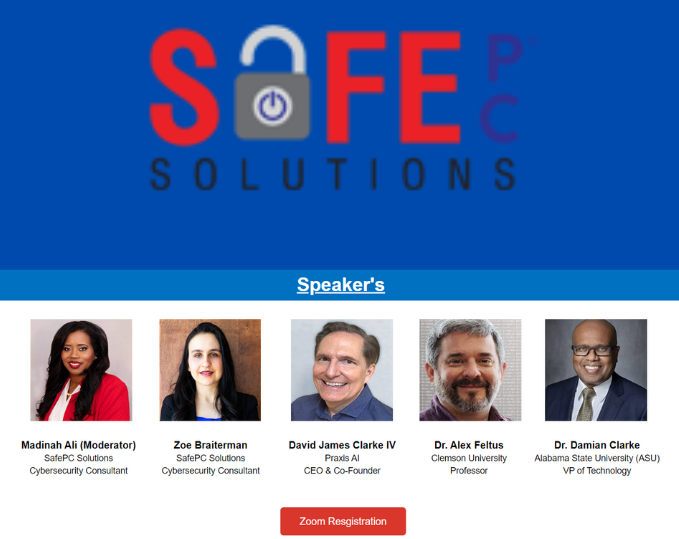 SAFE PC
SOLUTIONS
Speaker's
Madinah Ali (Moderator)
SafePC Solutions
Cybersecurity Consultant
Zoe Braiterman
SafePC Solutions
Cybersecurity Consultant
David James Clarke IV
Praxis AI
CEO & Co-Founder
Dr. Alex Feltus
Clemson University
Professor
Dr. Damian Clarke
Alabama State University (ASU)
VP of Technology
Zoom Resgistration